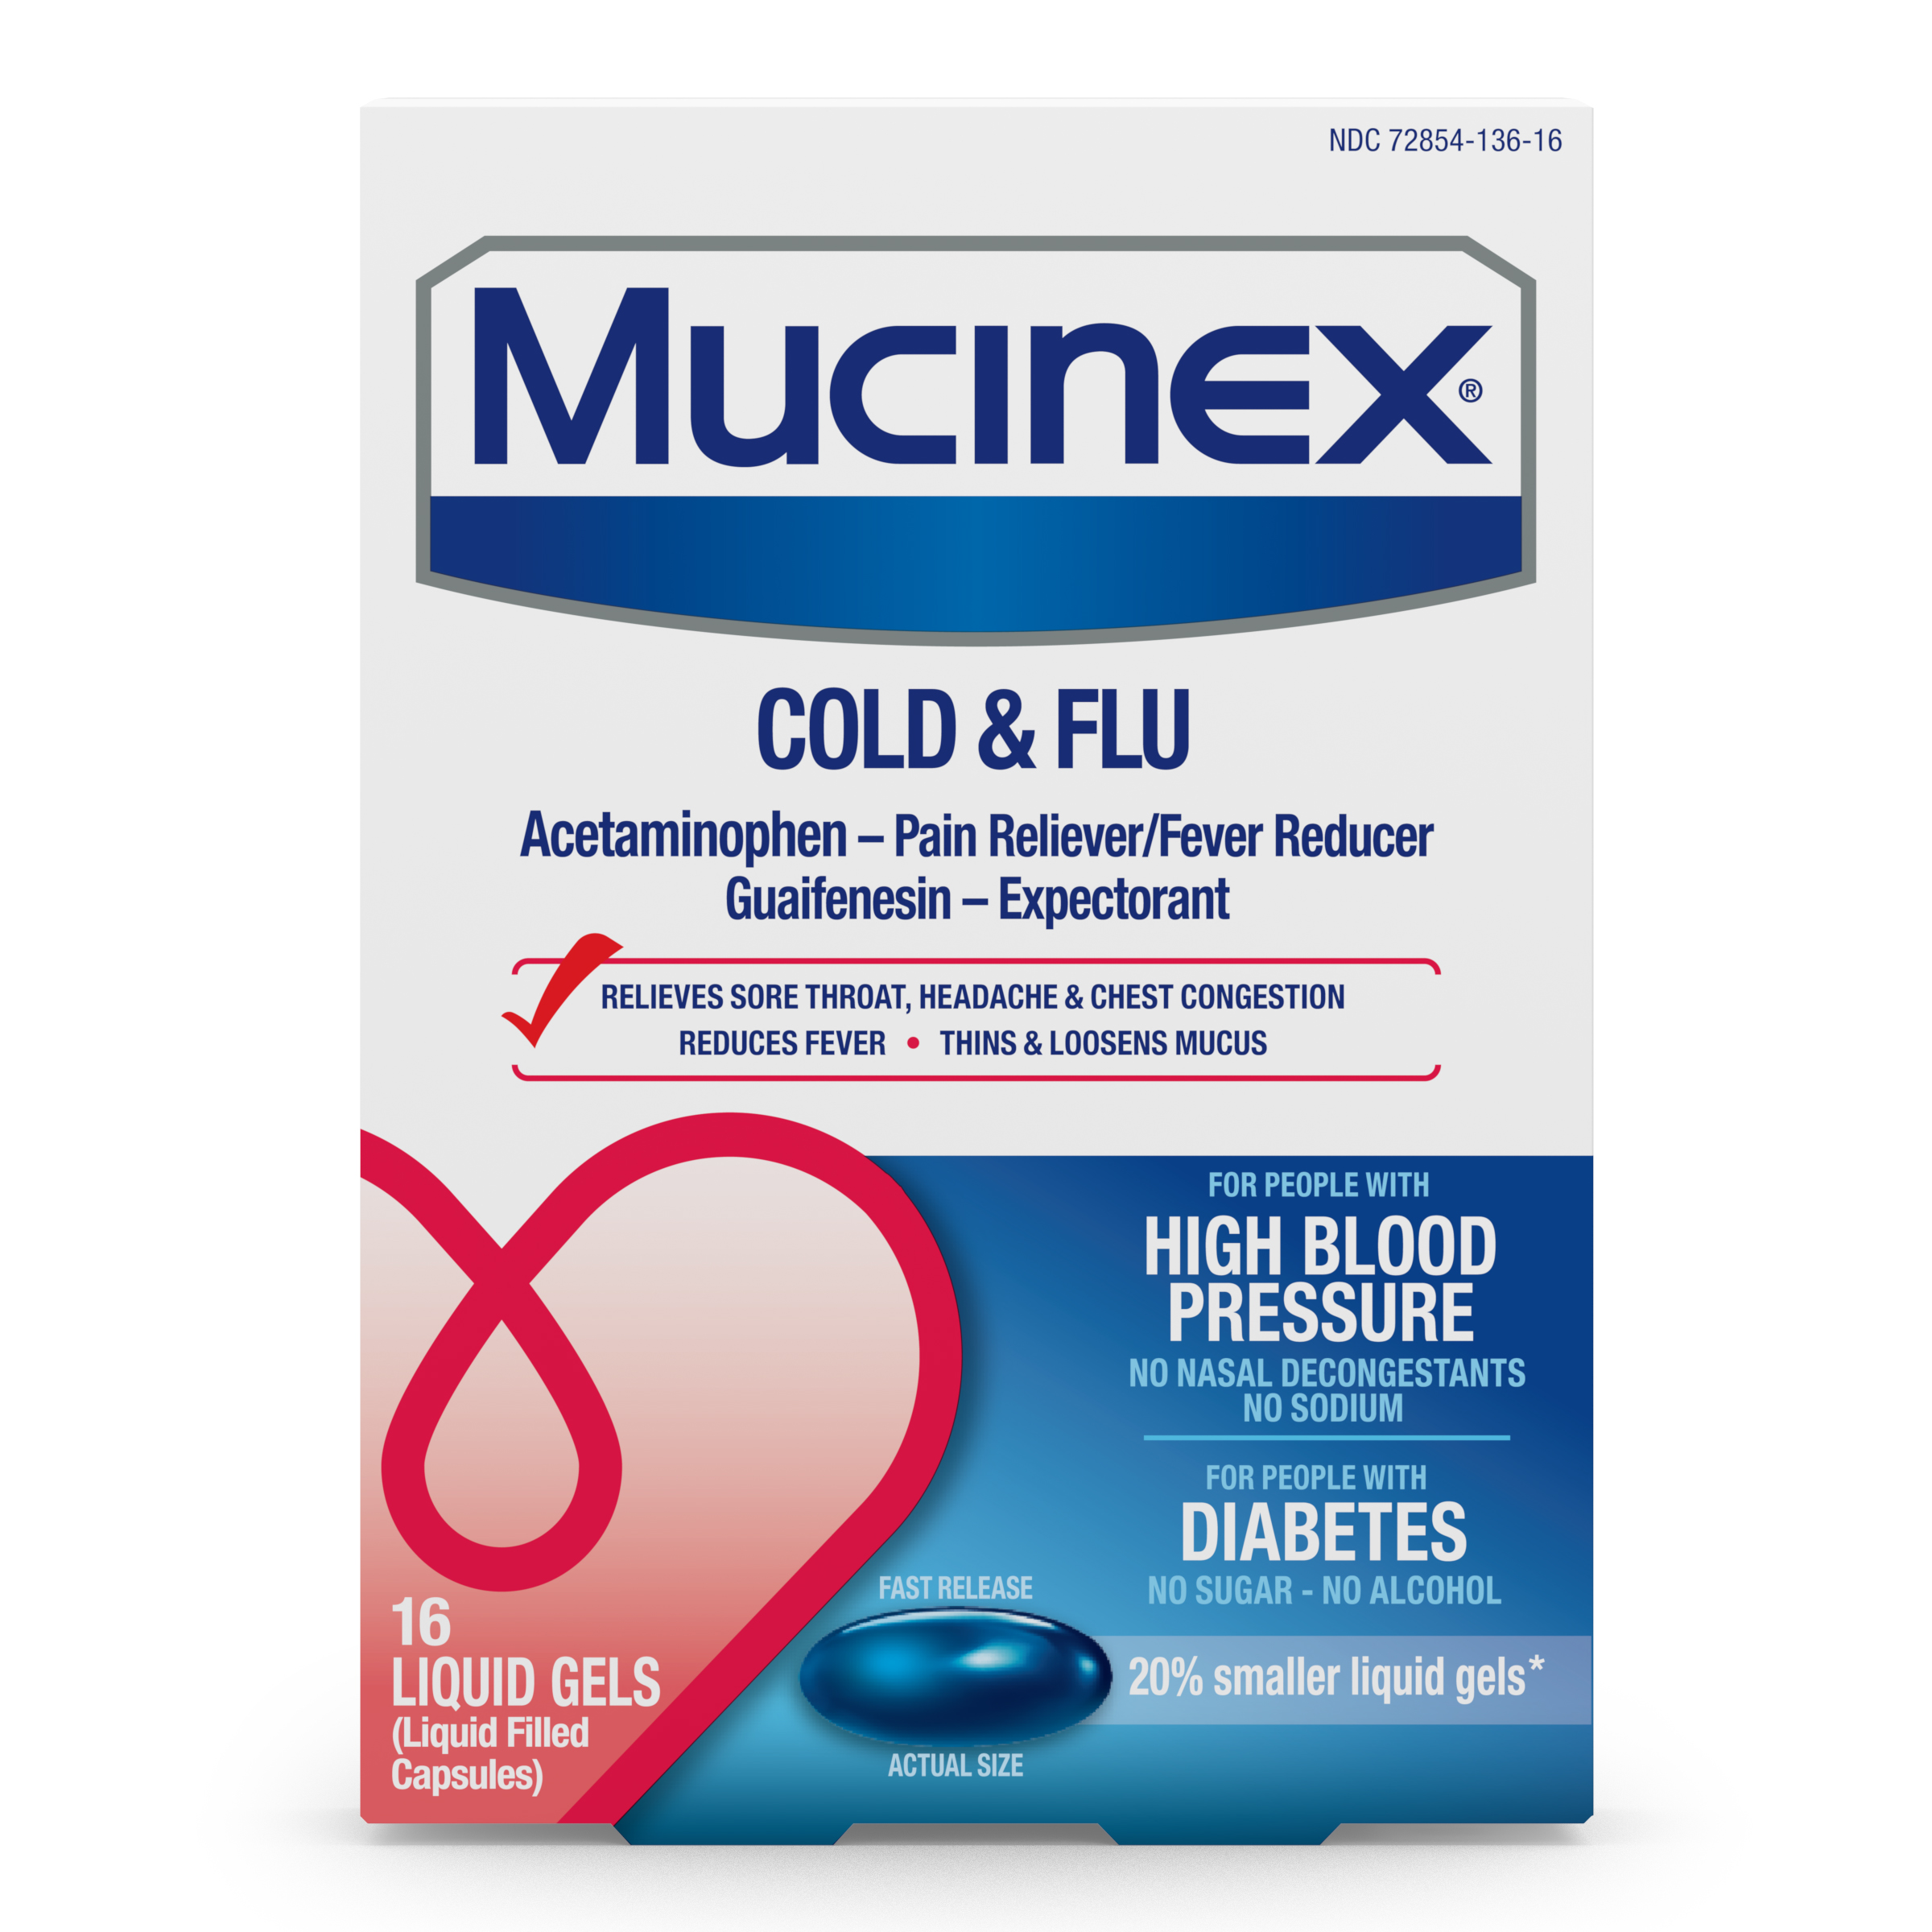 NDC 72854-136-16
Mucinex®
COLD & FLU
Acetaminophen – Pain Reliever/Fever Reducer
Guaifenesin – Expectorant
RELIEVES SORE THROAT, HEADACHE & CHEST CONGESTION
REDUCES FEVER • THINS & LOOSENS MUCUS
FOR PEOPLE WITH
HIGH BLOOD
PRESSURE
NO NASAL DECONGESTANTS
NO SODIUM
FOR PEOPLE WITH
DIABETES
NO SUGAR - NO ALCOHOL
FAST RELEASE
20% smaller liquid gels*
ACTUAL SIZE
16
LIQUID GELS
(Liquid Filled
Capsules)